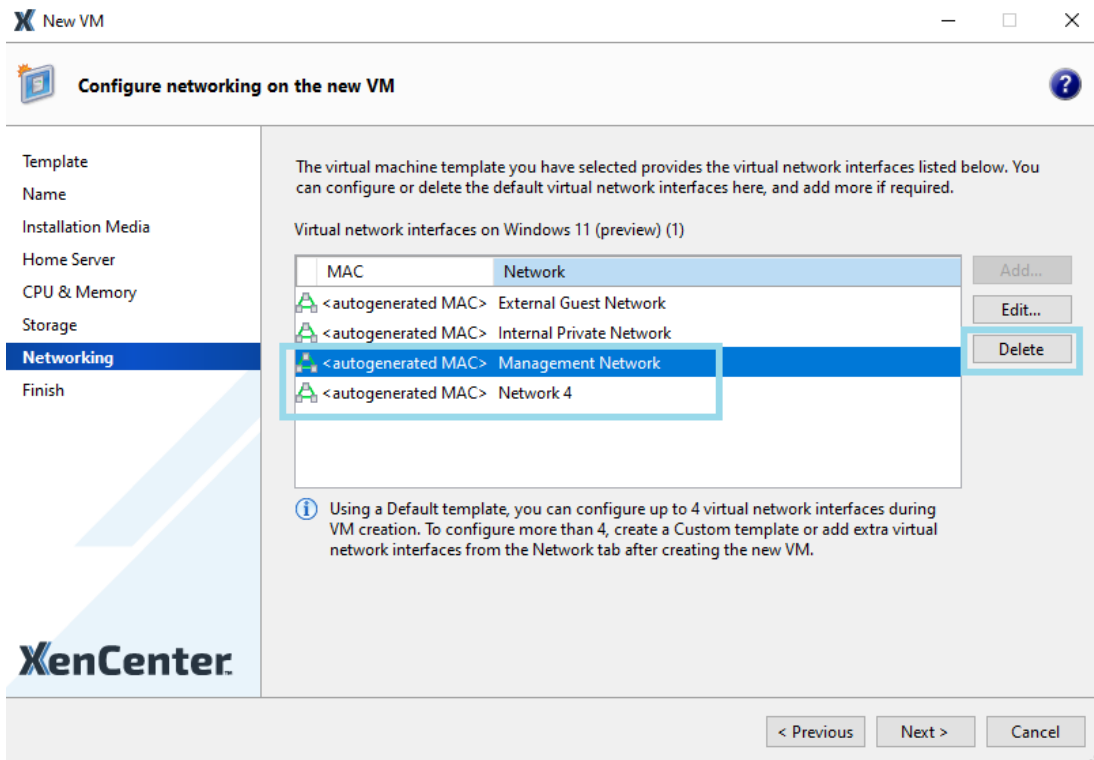 New VM
Configure networking on the new VM
?
Template
Name
Installation Media
Home Server
CPU & Memory
Storage
Networking
Finish
The virtual machine template you have selected provides the virtual network interfaces listed below. You
can configure or delete the default virtual network interfaces here, and add more if required.
Virtual network interfaces on Windows 11 (preview) (1)
MAC Network
<autogenerated MAC> External Guest Network
<autogenerated MAC> Internal Private Network
<autogenerated MAC> Management Network
<autogenerated MAC> Network 4
Add...
Edit...
Delete
Using a Default template, you can configure up to 4 virtual network interfaces during
VM creation. To configure more than 4, create a Custom template or add extra virtual
network interfaces from the Network tab after creating the new VM.
XenCenter
< Previous Next > Cancel